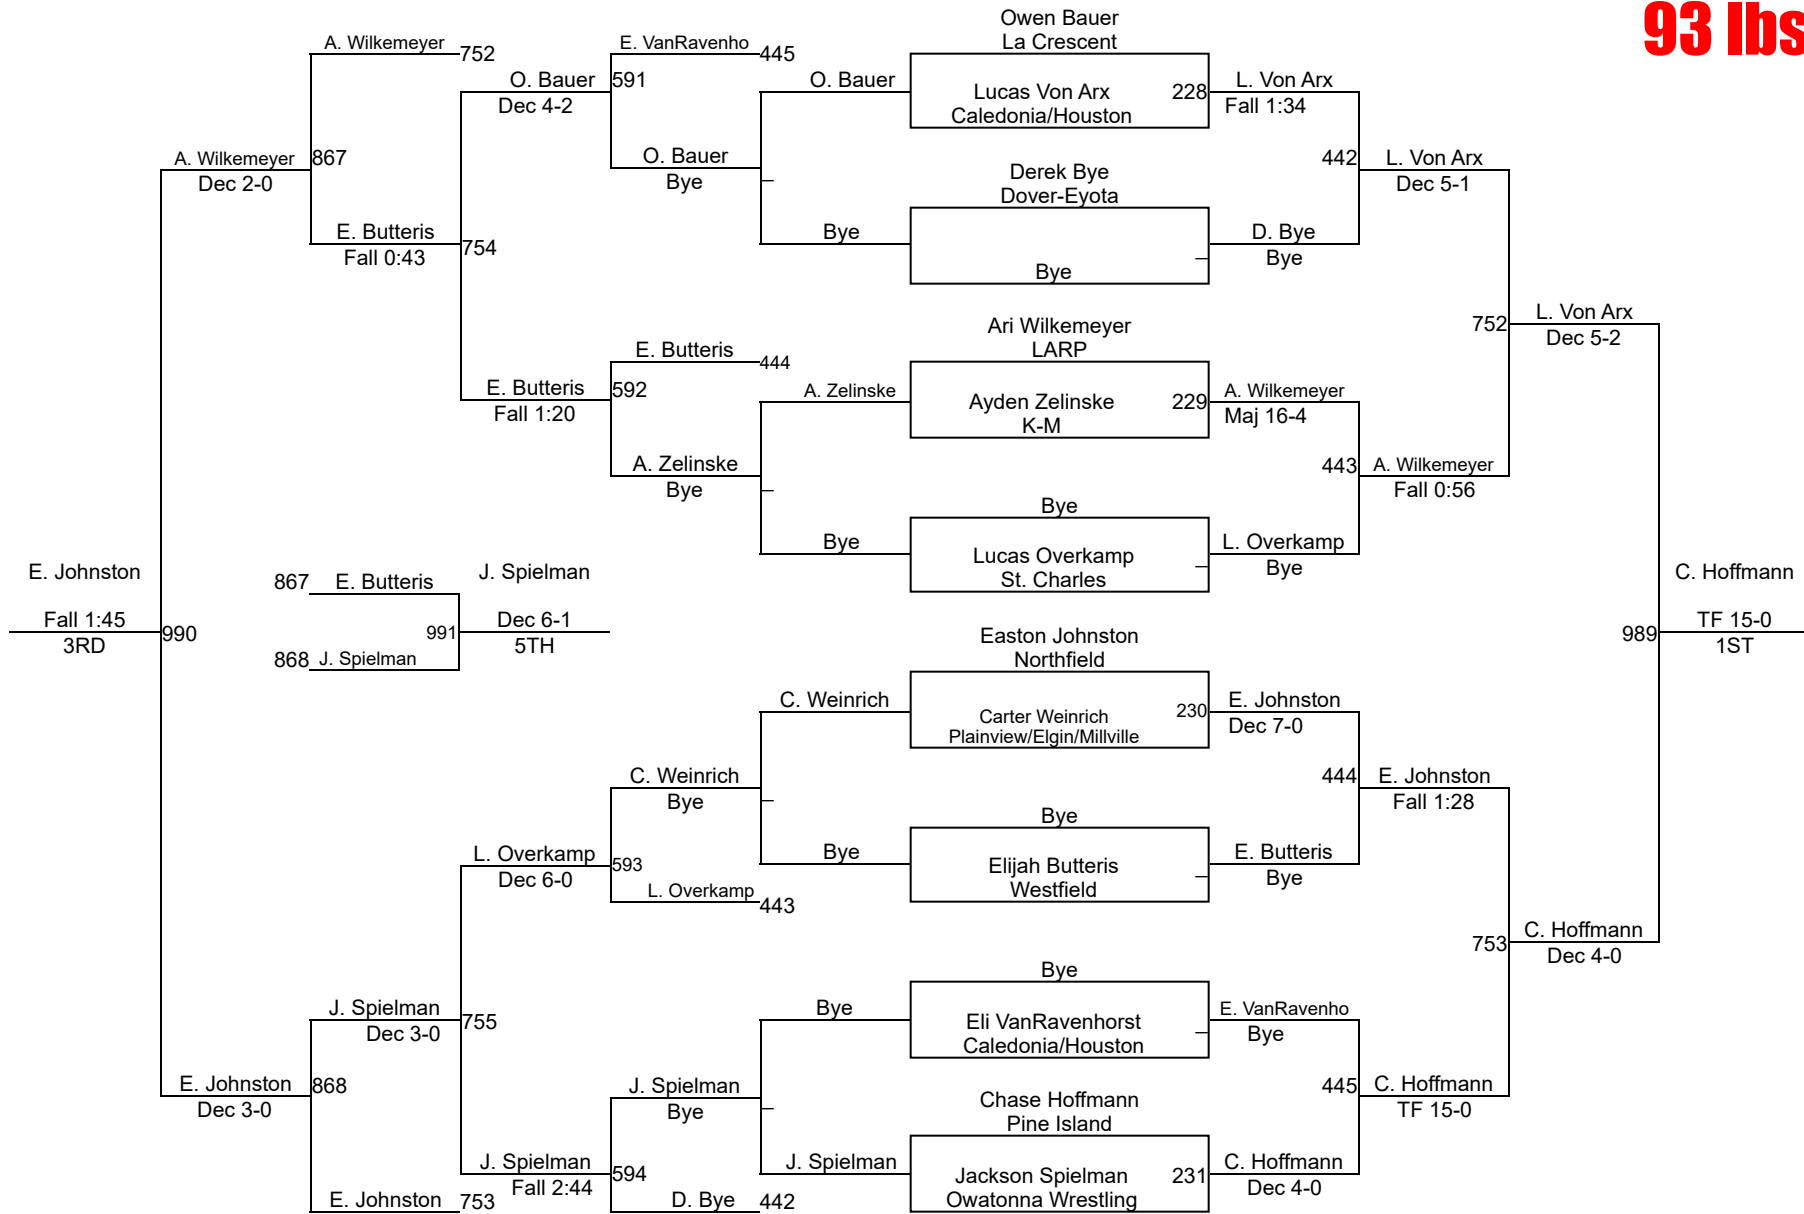 93 lbs
Owen Bauer
La Crescent
A. Wilkemeyer 752
E. VanRavenho 445
O. Bauer 591
Dec 4-2
O. Bauer
Lucas Von Arx 228
Caledonia/Houston
L. Von Arx
Fall 1:34
A. Wilkemeyer 867
Dec 2-0
O. Bauer
Bye
442
L. Von Arx
Dec 5-1
Derek Bye
Dover-Eyota
E. Butteris
Fall 0:43
754
Bye
Bye
D. Bye
Bye
Ari Wilkemeyer
LARP
752
L. Von Arx
Dec 5-2
E. Butteris 444
E. Butteris 592
Fall 1:20
A. Zelinske
Ayden Zelinske 229
K-M
A. Wilkemeyer
Maj 16-4
A. Zelinske
Bye
443
A. Wilkemeyer
Fall 0:56
Bye
Bye
Lucas Overkamp
St. Charles
L. Overkamp
Bye
E. Johnston
Fall 1:45
3RD
990
867 E. Butteris
868 J. Spielman
991
J. Spielman
Dec 6-1
5TH
C. Hoffmann
989
TF 15-0
1ST
Easton Johnston
Northfield
C. Weinrich
Carter Weinrich 230
Plainview/Elgin/Millville
E. Johnston
Dec 7-0
C. Weinrich
Bye
444
E. Johnston
Fall 1:28
Bye
L. Overkamp 593
Dec 6-0
Bye
Elijah Butteris
Westfield
E. Butteris
Bye
L. Overkamp 443
753
C. Hoffmann
Dec 4-0
Bye
J. Spielman
Dec 3-0
755
Bye
Eli VanRavenhorst
Caledonia/Houston
E. VanRavenho
Bye
E. Johnston 868
Dec 3-0
J. Spielman
Bye
445
C. Hoffmann
TF 15-0
Chase Hoffmann
Pine Island
J. Spielman
Fall 2:44
594
J. Spielman
Jackson Spielman 231
Owatonna Wrestling
C. Hoffmann
Dec 4-0
E. Johnston 753
D. Bye 442